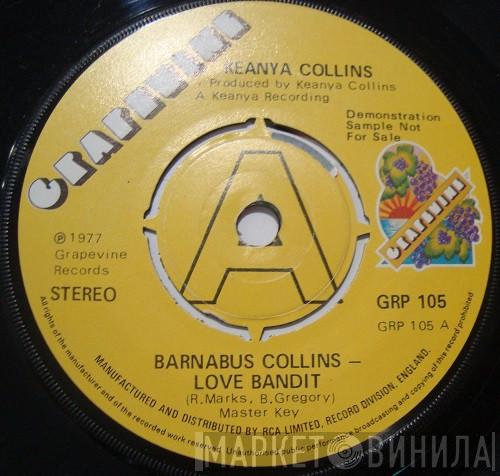 GRAPEVINE
KEANYA COLLINS
Produced by Keanya Collins
A Keanya Recording
Demonstration
Sample Not
For Sale
A
GRAPEVINE
℗ 1977
Grapevine
Records
STEREO
GRP 105
GRP 105 A
BARNABUS COLLINS –
LOVE BANDIT
(R.Marks, B.Gregory)
Master Key
MANUFACTURED AND DISTRIBUTED BY RCA LIMITED, RECORD DIVISION, ENGLAND.
All rights of the manufacturer and of the owner of the recorded work reserved. Unauthorised public performance broadcasting and copying of this record prohibited.
МАРКЕТ ВИНИЛА